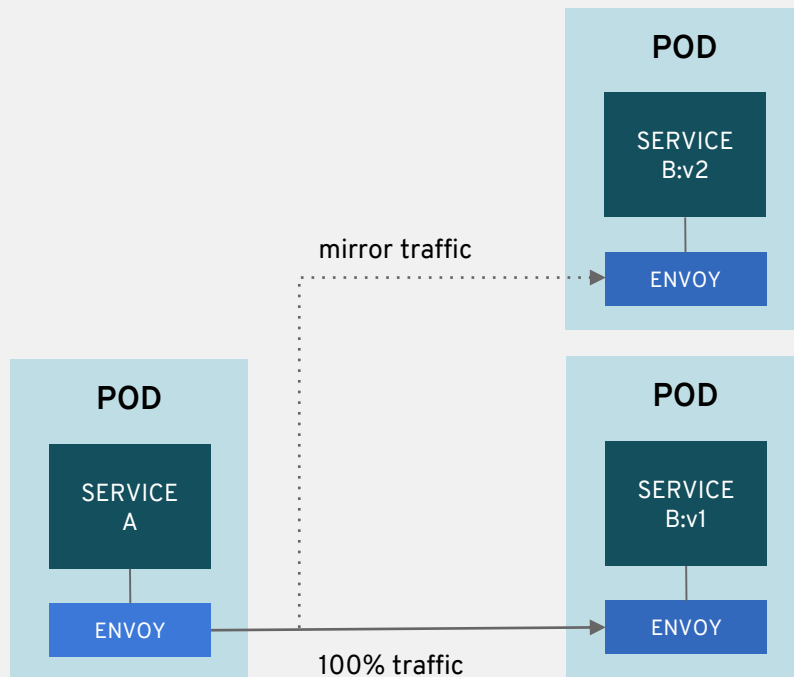 POD
SERVICE
B:v2
ENVOY
mirror traffic
POD
SERVICE
A
ENVOY
100% traffic
POD
SERVICE
B:v1
ENVOY